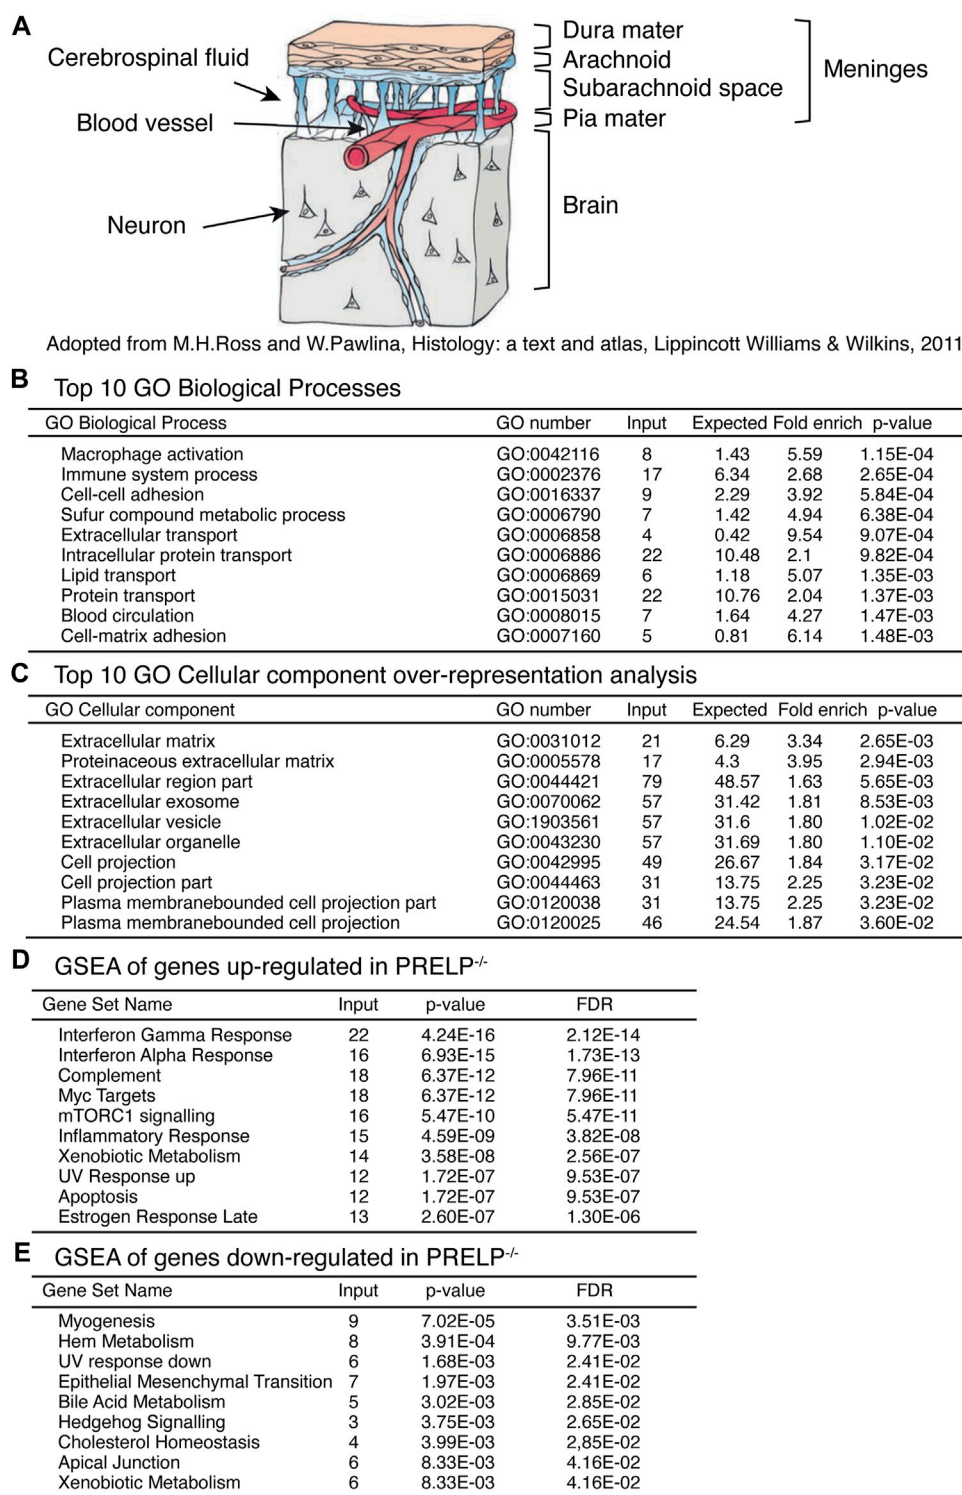 A
Cerebrospinal fluid
Blood vessel
Neuron
Dura mater
Arachnoid
Subarachnoid space
Pia mater
Meninges
Brain
Adopted from M.H.Ross and W.Pawlina, Histology: a text and atlas, Lippincott Williams & Wilkins, 2011
B Top 10 GO Biological Processes
GO Biological Process GO number Input Expected Fold enrich p-value
Macrophage activation GO:0042116 8 1.43 5.59 1.15E-04
Immune system process GO:0002376 17 6.34 2.68 2.65E-04
Cell-cell adhesion GO:0016337 9 2.29 3.92 5.84E-04
Sufur compound metabolic process GO:0006790 7 1.42 4.94 6.38E-04
Extracellular transport GO:0006858 4 0.42 9.54 9.07E-04
Intracellular protein transport GO:0006886 22 10.48 2.1 9.82E-04
Lipid transport GO:0006869 6 1.18 5.07 1.35E-03
Protein transport GO:0015031 22 10.76 2.04 1.37E-03
Blood circulation GO:0008015 7 1.64 4.27 1.47E-03
Cell-matrix adhesion GO:0007160 5 0.81 6.14 1.48E-03
C Top 10 GO Cellular component over-representation analysis
GO Cellular component GO number Input Expected Fold enrich p-value
Extracellular matrix GO:0031012 21 6.29 3.34 2.65E-03
Proteinaceous extracellular matrix GO:0005578 17 4.3 3.95 2.94E-03
Extracellular region part GO:0044421 79 48.57 1.63 5.65E-03
Extracellular exosome GO:0070062 57 31.42 1.81 8.53E-03
Extracellular vesicle GO:1903561 57 31.6 1.80 1.02E-02
Extracellular organelle GO:0043230 57 31.69 1.80 1.10E-02
Cell projection GO:0042995 49 26.67 1.84 3.17E-02
Cell projection part GO:0044463 31 13.75 2.25 3.23E-02
Plasma membranebounded cell projection part GO:0120038 31 13.75 2.25 3.23E-02
Plasma membranebounded cell projection GO:0120025 46 24.54 1.87 3.60E-02
D GSEA of genes up-regulated in PRELP-/-
Gene Set Name Input p-value FDR
Interferon Gamma Response 22 4.24E-16 2.12E-14
Interferon Alpha Response 16 6.93E-15 1.73E-13
Complement 18 6.37E-12 7.96E-11
Myc Targets 18 6.37E-12 7.96E-11
mTORC1 signalling 16 5.47E-10 5.47E-11
Inflammatory Response 15 4.59E-09 3.82E-08
Xenobiotic Metabolism 14 3.58E-08 2.56E-07
UV Response up 12 1.72E-07 9.53E-07
Apoptosis 12 1.72E-07 9.53E-07
Estrogen Response Late 13 2.60E-07 1.30E-06
E GSEA of genes down-regulated in PRELP-/-
Gene Set Name Input p-value FDR
Myogenesis 9 7.02E-05 3.51E-03
Hem Metabolism 8 3.91E-04 9.77E-03
UV response down 6 1.68E-03 2.41E-02
Epithelial Mesenchymal Transition 7 1.97E-03 2.41E-02
Bile Acid Metabolism 5 3.02E-03 2.85E-02
Hedgehog Signalling 3 3.75E-03 2.65E-02
Cholesterol Homeostasis 4 3.99E-03 2,85E-02
Apical Junction 6 8.33E-03 4.16E-02
Xenobiotic Metabolism 6 8.33E-03 4.16E-02